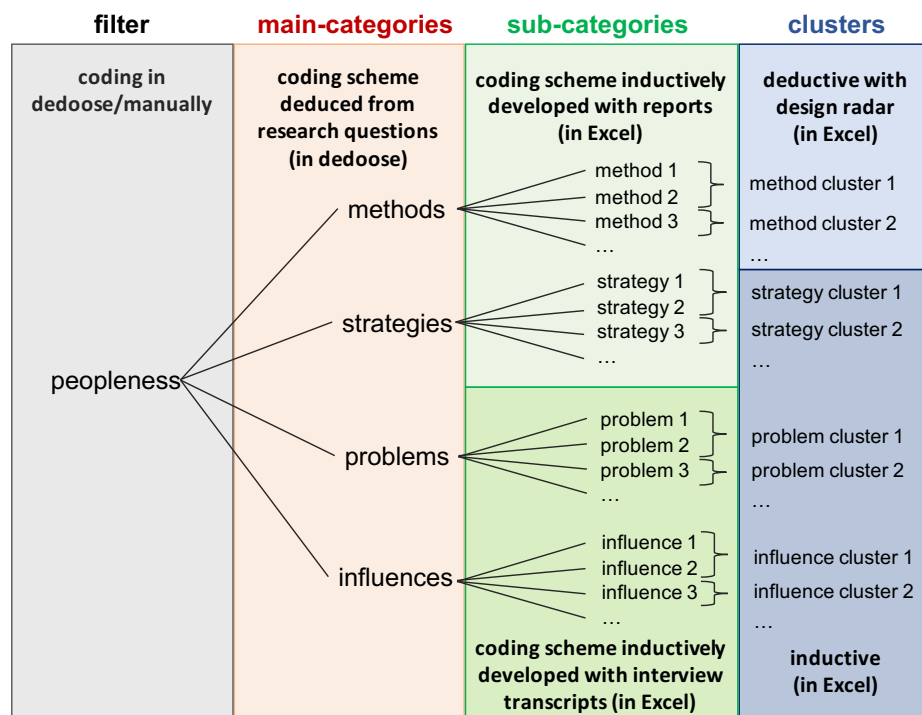 filter
main-categories
sub-categories
clusters
coding in
dedoose/manually
coding scheme
deduced from
research questions
(in dedoose)
coding scheme inductively
developed with reports
(in Excel)
deductive with
design radar
(in Excel)
peopleness
methods
method 1
method 2
method 3
…
method cluster 1
method cluster 2
…
strategies
strategy 1
strategy 2
strategy 3
…
strategy cluster 1
strategy cluster 2
…
problems
problem 1
problem 2
problem 3
…
problem cluster 1
problem cluster 2
…
influences
influence 1
influence 2
influence 3
…
influence cluster 1
influence cluster 2
…
coding scheme inductively
developed with interview
transcripts (in Excel)
inductive
(in Excel)